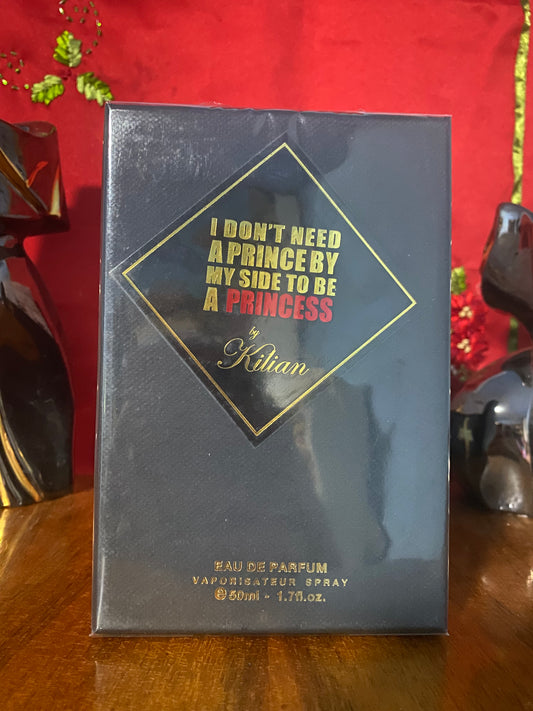 I DON'T NEED
A PRINCE BY
MY SIDE TO BE
A PRINCESS
by
Kilian
EAU DE PARFUM
VAPORISATEUR SPRAY
℮50ml - 1.7fl.oz.